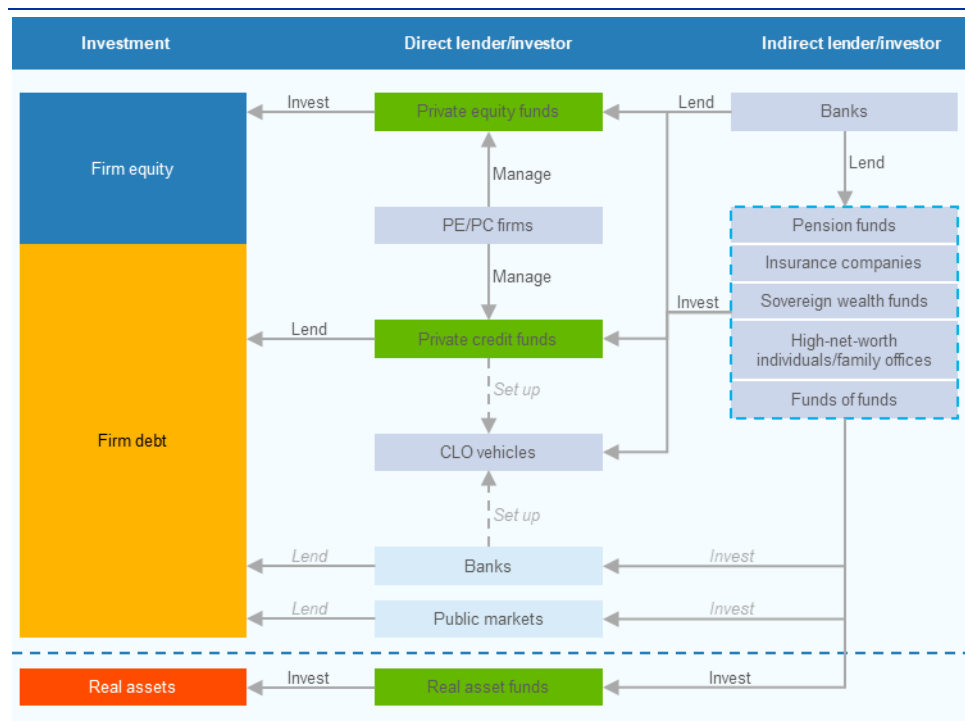 Investment Direct lender/investor Indirect lender/investor
Invest Private equity funds Lend Banks
Firm equity
Manage
Lend
PE/PC firms
Pension funds
Manage
Insurance companies
Invest Sovereign wealth funds
Lend Private credit funds
High-net-worth
individuals/family offices
Set up
Funds of funds
Firm debt
CLO vehicles
Set up
Lend Banks Invest
Lend Public markets Invest
Real assets Invest Real asset funds Invest